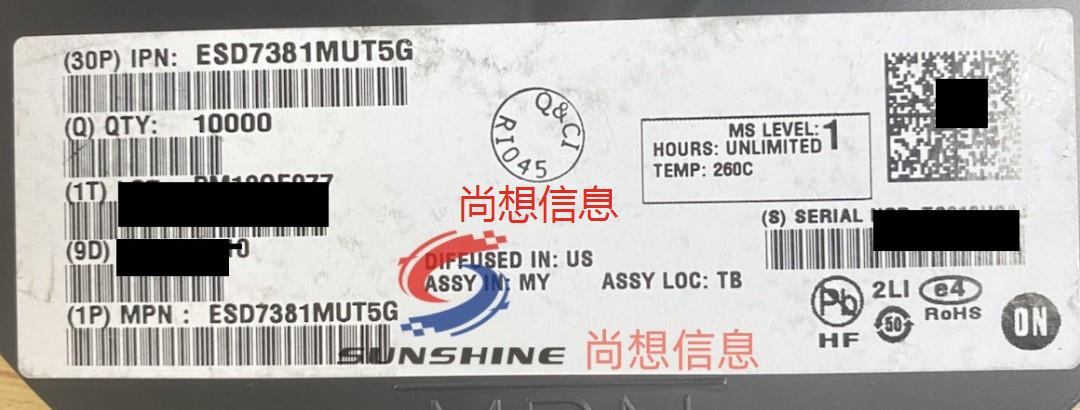 (30P) IPN: ESD7381MUT5G
(Q) QTY: 10000
Q&CI
RI045
MS LEVEL: 1
HOURS: UNLIMITED
TEMP: 260C
(1T)
尚想信息
(S) SERIAL
(9D)
DIFFUSED IN: US
ASSY IN: MY ASSY LOC: TB
(1P) MPN : ESD7381MUT5G
Pb
HF
2LI
e4
50
RoHS
ON
SUNSHINE 尚想信息